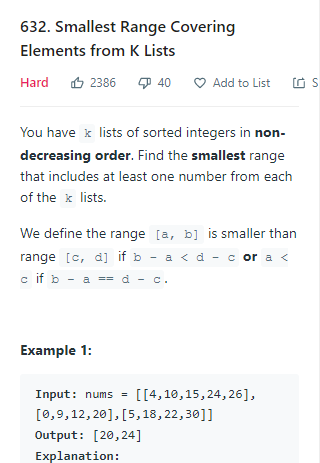 632. Smallest Range Covering
Elements from K Lists
Hard 2386 40 Add to List S
You have k lists of sorted integers in non-
decreasing order. Find the smallest range
that includes at least one number from each
of the k lists.
We define the range [a, b] is smaller than
range [c, d] if b - a < d - c or a <
c if b - a == d - c.
Example 1:
Input: nums = [[4,10,15,24,26],
[0,9,12,20],[5,18,22,30]]
Output: [20,24]
Explanation: